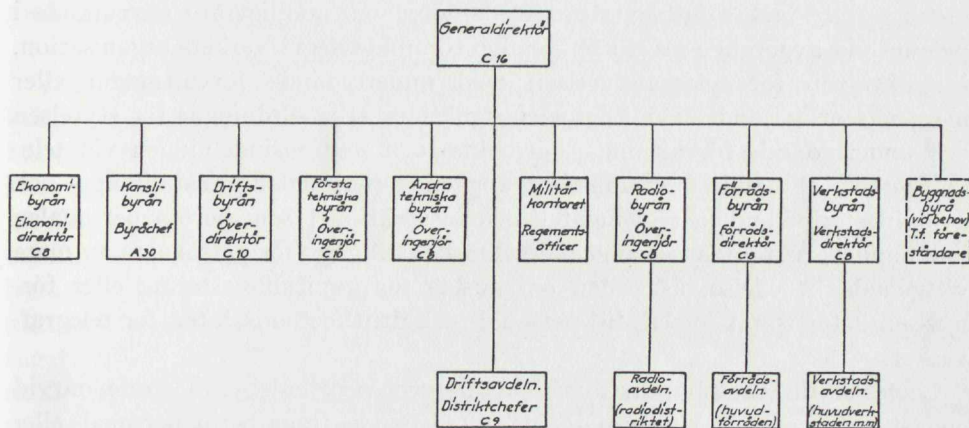 Generaldirektör
C 16
Ekonomi-
byrån
Ekonomi-
direktör
C 8
Kansli-
byrån
Byråchef
A 30
Drifts-
byrån
Över-
direktör
C.10
Första
tekniska
byrån
Över-
ingenjör
C 10
Andra
tekniska
byrån
Över-
ingenjör
C 8
Militär
kontoret
Regements-
officer
Radio-
byrån
Över-
ingenjör
C 8
Förråds-
byrån
Förråds-
direktör
C 8
Verkstads-
byrån
Verkstads-
direktör
C 8
Byggnads-
byrå
(vid behov)
T.f. före-
ståndare
Driftsavdeln.
Distriktchefer
C 9
Radio-
avdeln.
(radiodist-
riktet)
Förråds-
avdeln.
(huvud-
förråden)
Verkstads-
avdeln.
(huvudverk-
staden m.m)